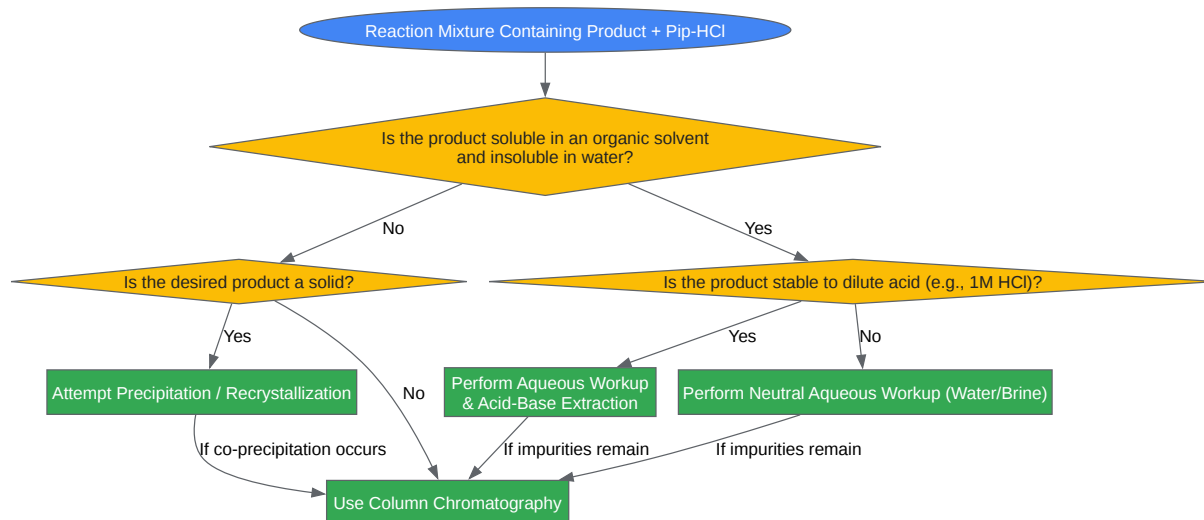 Reaction Mixture Containing Product + Pip-HCl
Is the product soluble in an organic solvent
and insoluble in water?
No
Yes
Is the desired product a solid?
Is the product stable to dilute acid (e.g., 1M HCl)?
Yes
No
Yes
No
Attempt Precipitation / Recrystallization
Perform Aqueous Workup
& Acid-Base Extraction
Perform Neutral Aqueous Workup (Water/Brine)
If co-precipitation occurs
If impurities remain
If impurities remain
Use Column Chromatography